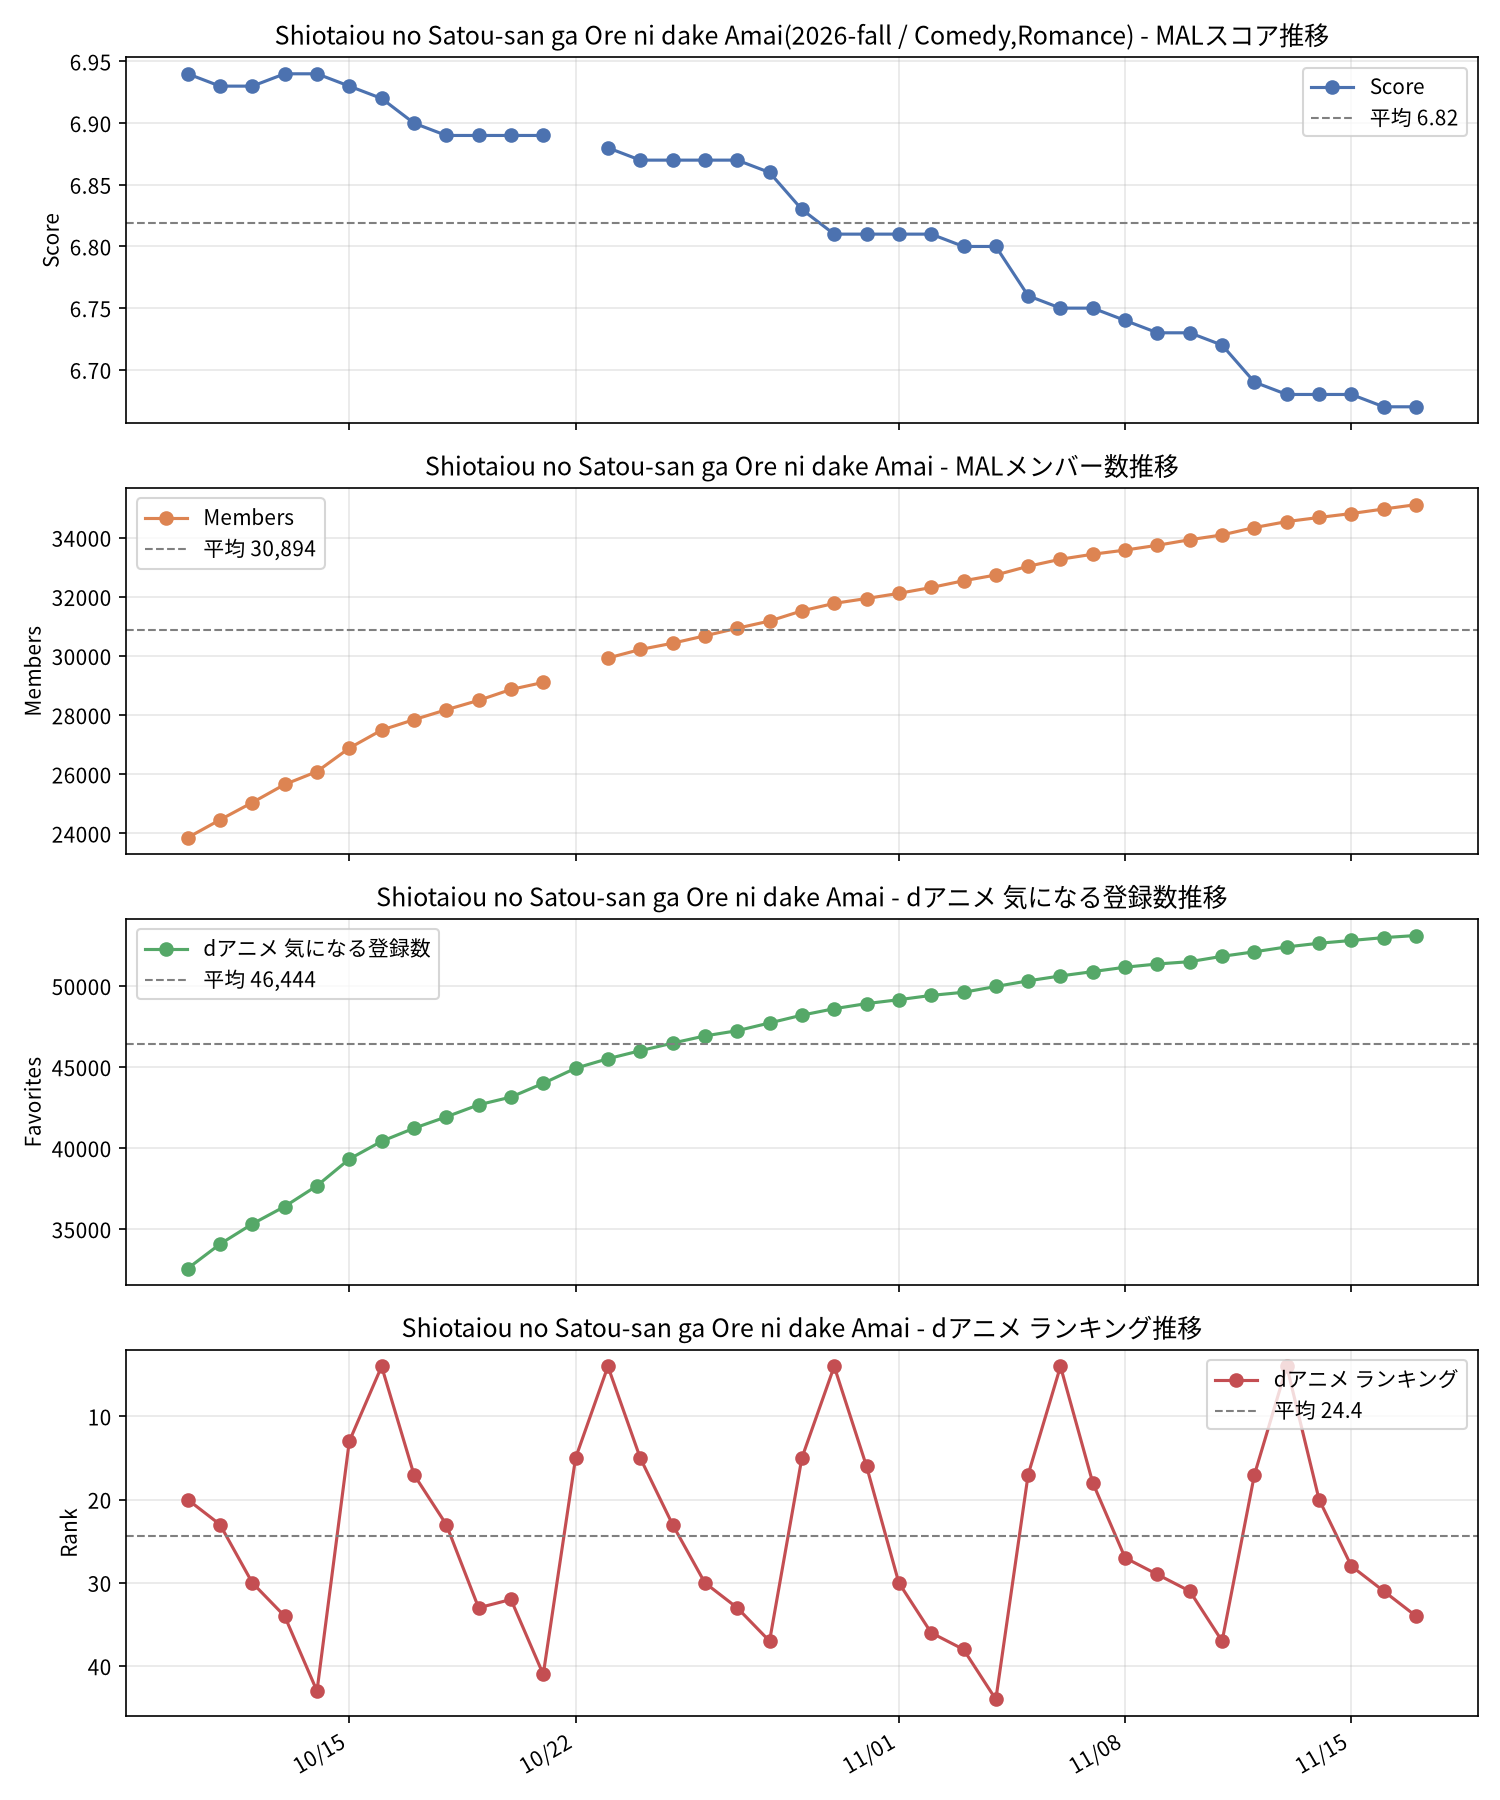 Shiotaiou no Satou-san ga Ore ni dake Amai(2026-fall / Comedy,Romance) - MALスコア推移
Score
6.95
6.90
6.85
6.80
6.75
6.70
Score
平均 6.82
Shiotaiou no Satou-san ga Ore ni dake Amai - MALメンバー数推移
Members
34000
32000
30000
28000
26000
24000
Members
平均 30,894
Shiotaiou no Satou-san ga Ore ni dake Amai - dアニメ 気になる登録数推移
Favorites
50000
45000
40000
35000
dアニメ 気になる登録数
平均 46,444
Shiotaiou no Satou-san ga Ore ni dake Amai - dアニメ ランキング推移
Rank
10
20
30
40
dアニメ ランキング
平均 24.4
10/15
10/22
11/01
11/08
11/15